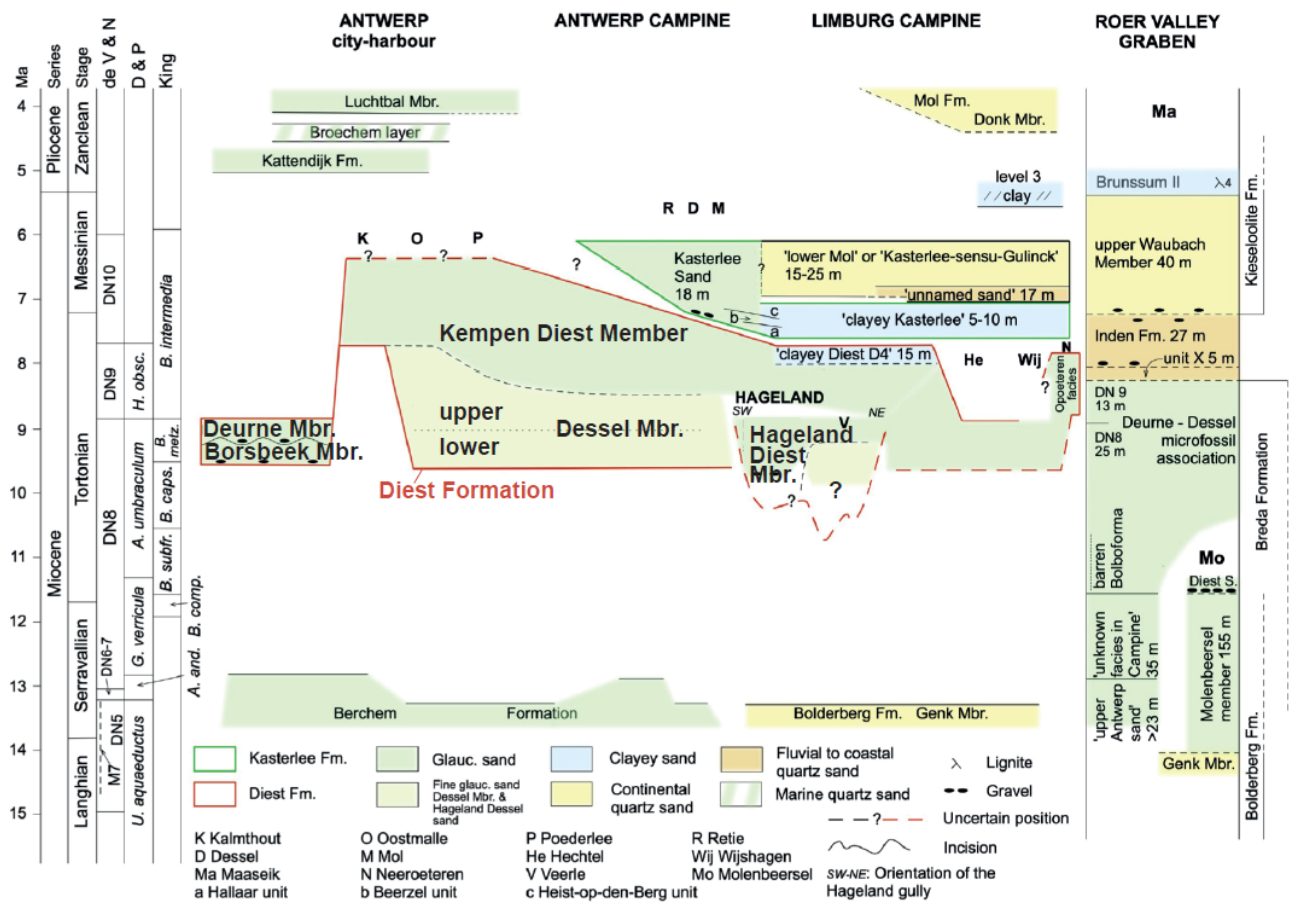 ANTWERP
city-harbour
ANTWERP CAMPINE
LIMBURG CAMPINE
ROER VALLEY
GRABEN
Ma
Series
Stage
de V & N
D & P
King
4
5
6
7
8
9
10
11
12
13
14
15
Pliocene
Miocene
Zanclean
Messinian
Tortonian
Serravallian
Langhian
DN10
DN9
DN8
DN6-7
DN5
M7
H. obsc.
A. umbraculum
G. verricula
A. and.
U. aquaeductus
B. intermedia
B. metz.
B. caps.
B. subfr.
B. comp.
Luchtbal Mbr.
Broechem layer
Kattendijk Fm.
Mol Fm.
Donk Mbr.
level 3
// clay //
R D M
K O P
? ?
?
Kasterlee
Sand
18 m
?
'lower Mol' or 'Kasterlee-sensu-Gulinck'
15-25 m
'unnamed sand' 17 m
c
b
a
'clayey Kasterlee' 5-10 m
Kempen Diest Member
'clayey Diest D4' 15 m
He
Wij
N
?
Opoeteren
facies
HAGELAND
SW
NE
V
upper
lower
Dessel Mbr.
Deurne Mbr.
Borsbeek Mbr.
Hageland
Diest
Mbr.
?
?
Diest Formation
Berchem Formation
Bolderberg Fm. Genk Mbr.
Ma
Brunssum II
λ4
upper Waubach
Member 40 m
Inden Fm. 27 m
unit X 5 m
DN 9
13 m
DN8
25 m
Deurne - Dessel
microfossil
association
barren
Bolboforma
Mo
Diest S.
'unknown
facies in
Campine'
35 m
'upper
Antwerp
sand'
>23 m
Molenbeersel
member 155 m
Genk Mbr.
Kieseloolite Fm.
Breda Formation
Bolderberg Fm.
Kasterlee Fm.
Diest Fm.
Glauc. sand
Fine glauc. sand
Dessel Mbr. &
Hageland Dessel
sand
Clayey sand
Continental
quartz sand
Fluvial to coastal
quartz sand
Marine quartz sand
λ Lignite
Gravel
? Uncertain position
Incision
SW-NE: Orientation of the
Hageland gully
K Kalmthout
D Dessel
Ma Maaseik
a Hallaar unit
O Oostmalle
M Mol
N Neeroeteren
b Beerzel unit
P Poederlee
He Hechtel
V Veerle
c Heist-op-den-Berg unit
R Retie
Wij Wijshagen
Mo Molenbeersel